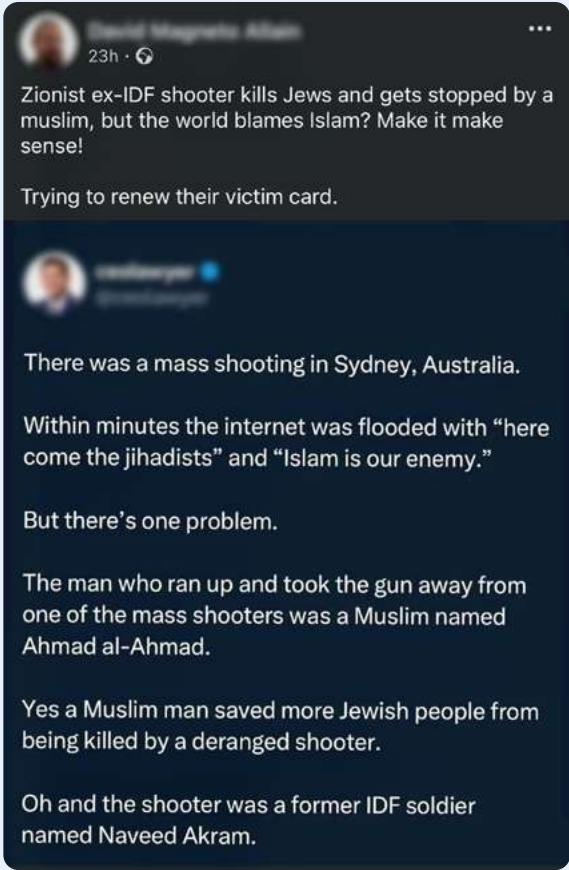 23h
Zionist ex-IDF shooter kills Jews and gets stopped by a
muslim, but the world blames Islam? Make it make
sense!
Trying to renew their victim card.
There was a mass shooting in Sydney, Australia.
Within minutes the internet was flooded with “here
come the jihadists” and “Islam is our enemy.”
But there’s one problem.
The man who ran up and took the gun away from
one of the mass shooters was a Muslim named
Ahmad al-Ahmad.
Yes a Muslim man saved more Jewish people from
being killed by a deranged shooter.
Oh and the shooter was a former IDF soldier
named Naveed Akram.